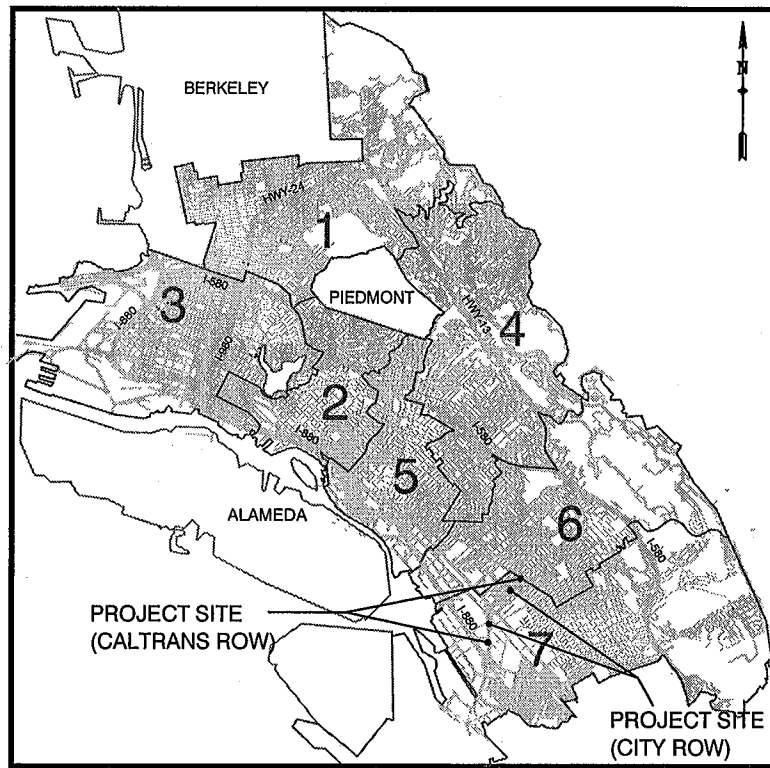 BERKELEY
N
HWY-24
1
PIEDMONT
I-580
3
I-880
I-980
HWY-13
4
2
I-880
I-580
5
ALAMEDA
6
I-580
PROJECT SITE
(CALTRANS ROW)
I-880
7
PROJECT SITE
(CITY ROW)